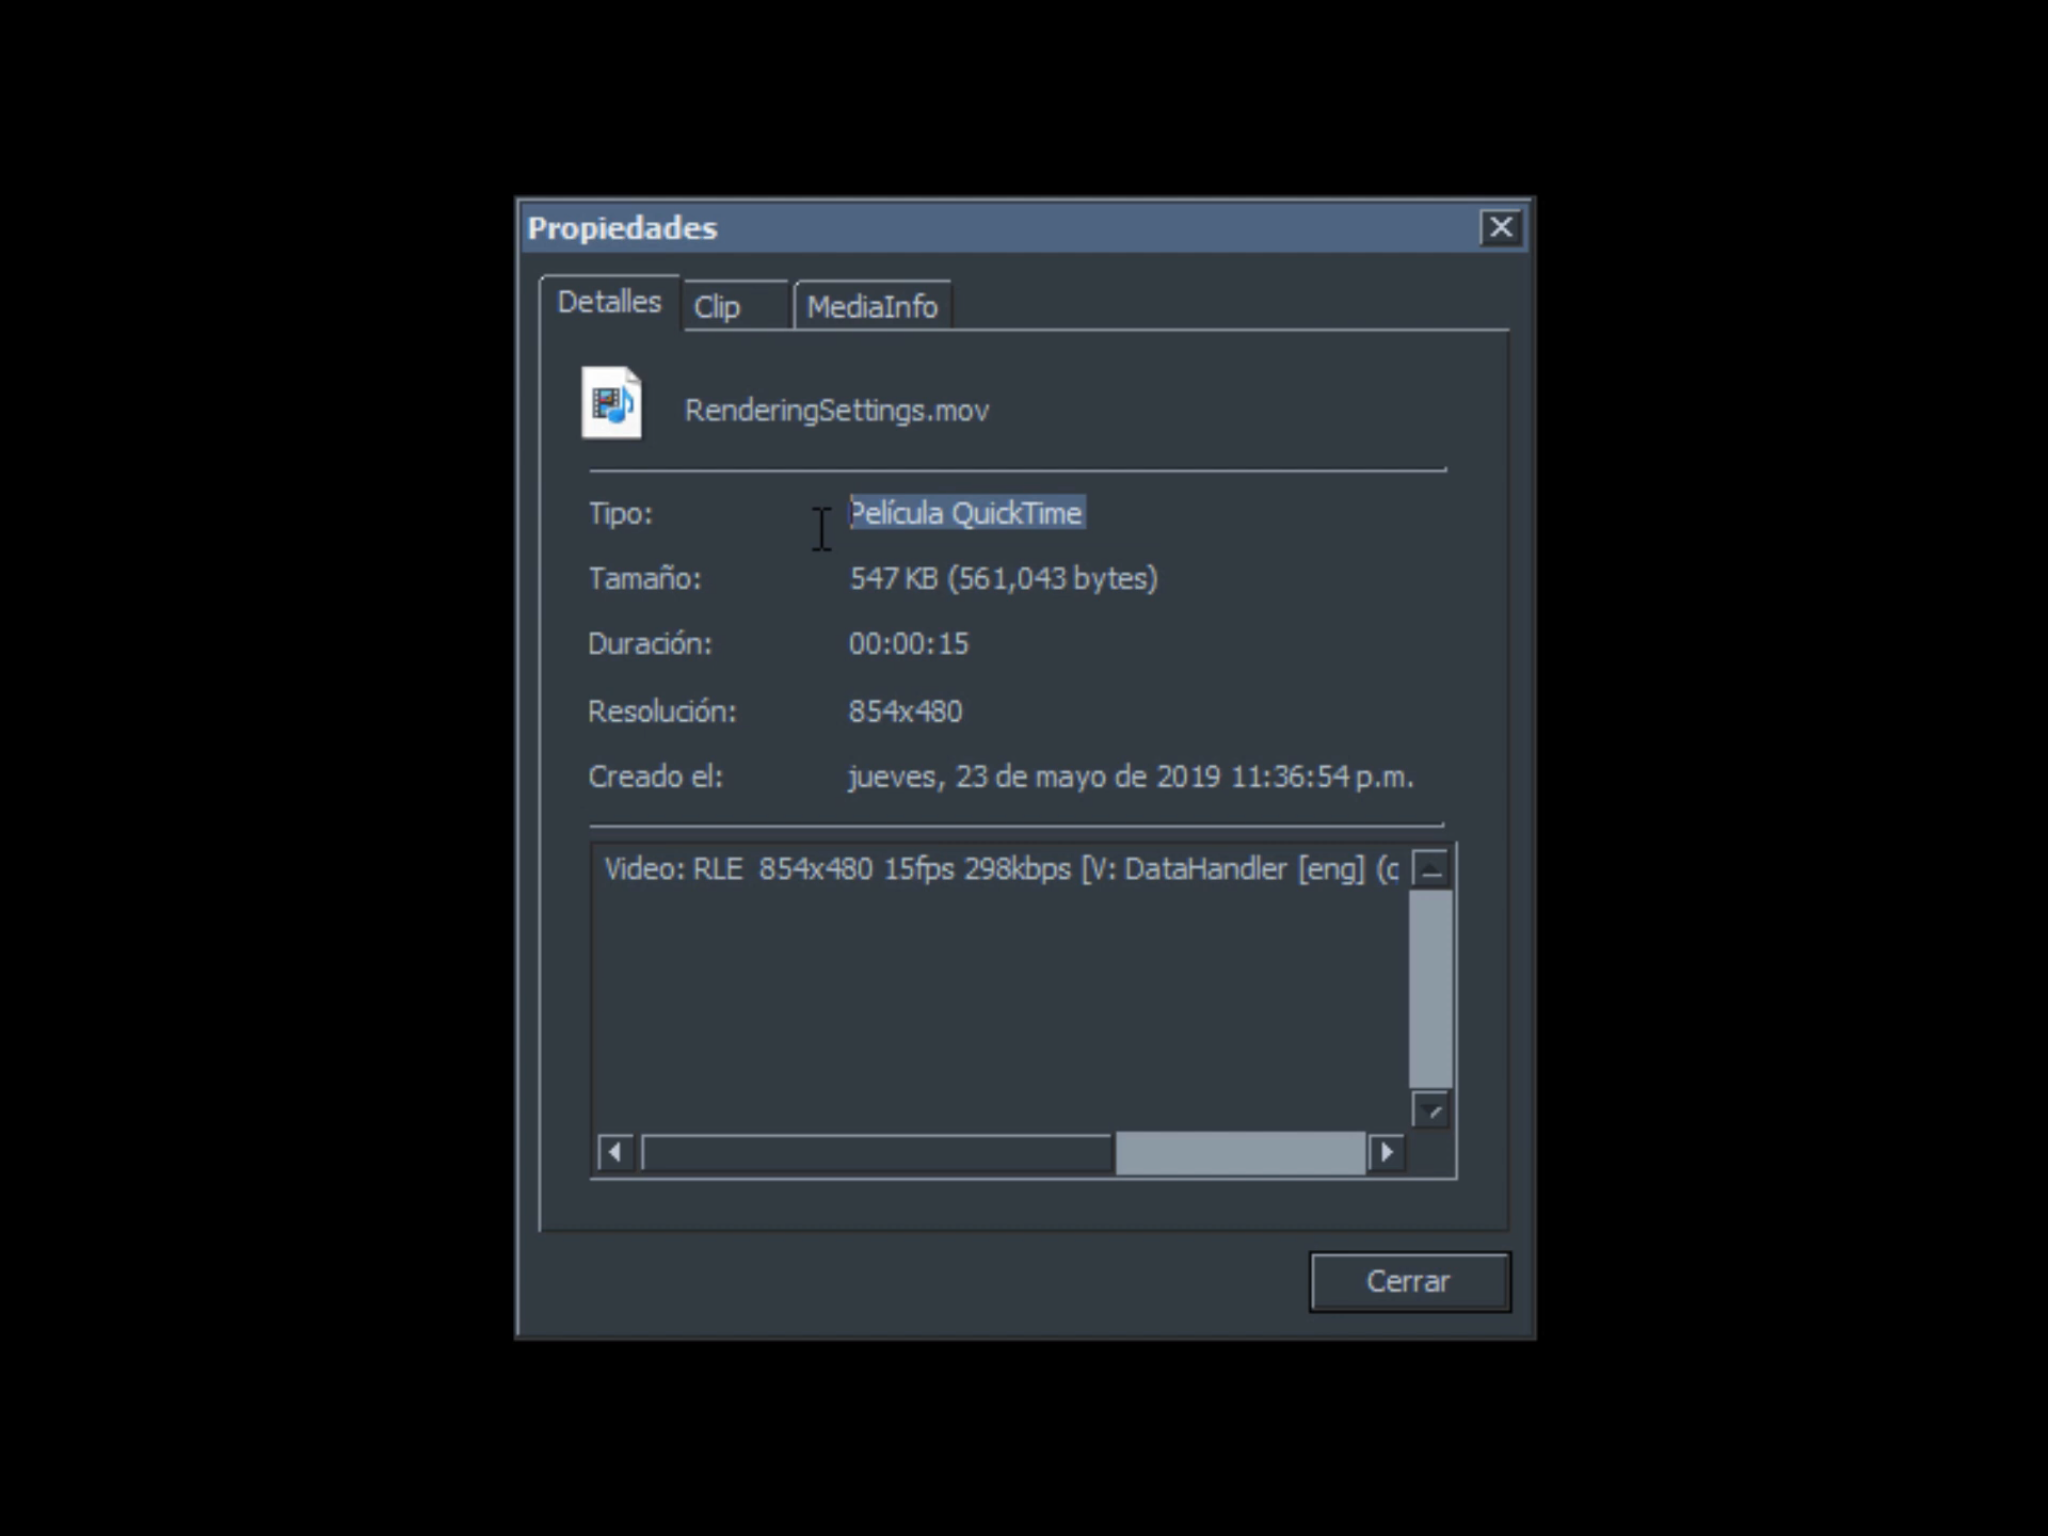 Propiedades
Detalles Clip MediaInfo
RenderingSettings.mov
Tipo: Película QuickTime
Tamaño: 547 KB (561,043 bytes)
Duración: 00:00:15
Resolución: 854x480
Creado el: jueves, 23 de mayo de 2019 11:36:54 p.m.
Video: RLE 854x480 15fps 298kbps [V: DataHandler [eng] (c
Cerrar